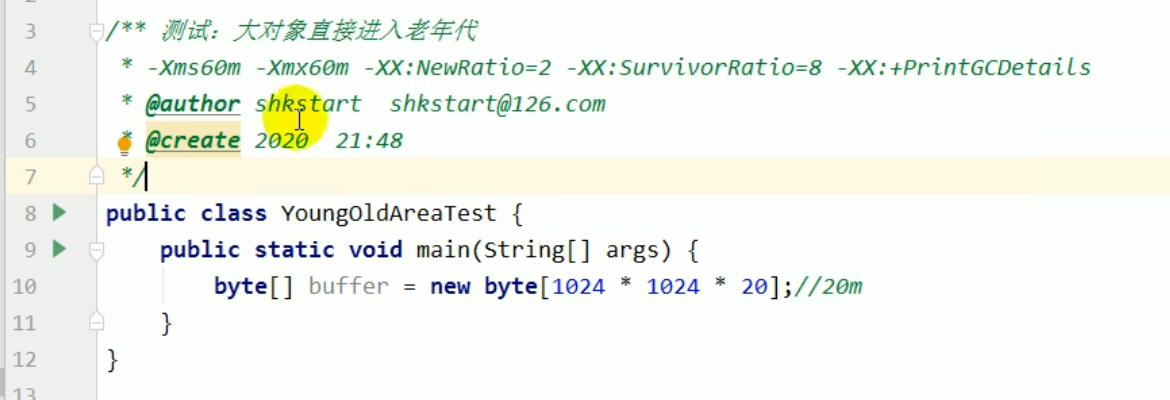 3 /** 测试：大对象直接进入老年代
4 * -Xms60m -Xmx60m -XX:NewRatio=2 -XX:SurvivorRatio=8 -XX:+PrintGCDetails
5 * @author shkstart  shkstart@126.com
6 * @create 2020  21:48
7 */
8 public class YoungOldAreaTest {
9     public static void main(String[] args) {
10         byte[] buffer = new byte[1024 * 1024 * 20];//20m
11     }
12 }
13